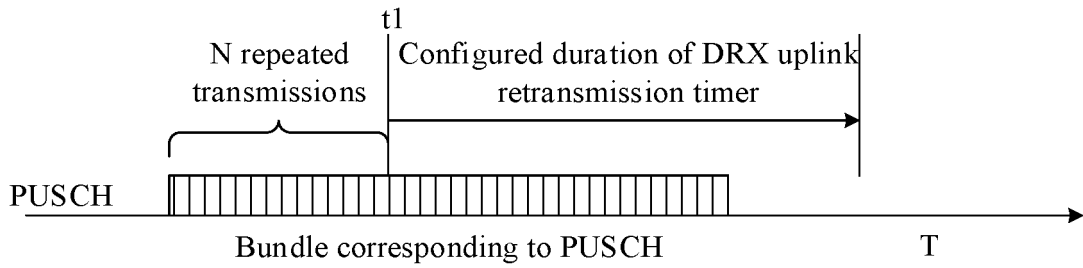 t1
N repeated
transmissions
Configured duration of DRX uplink
retransmission timer
PUSCH
Bundle corresponding to PUSCH
T